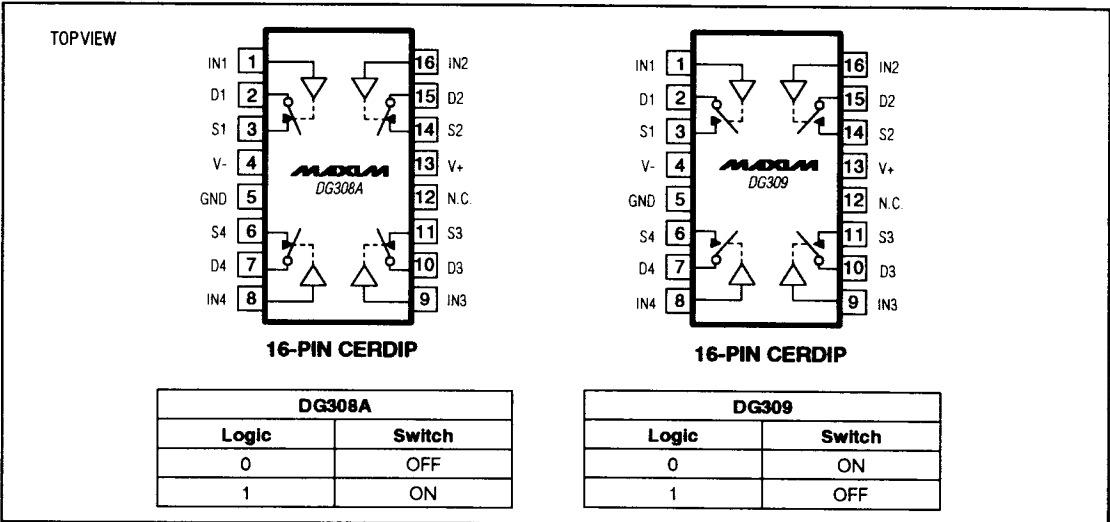 TOP VIEW
IN1 1 16 IN2
D1 2 15 D2
S1 3 14 S2
V- 4 13 V+
MAXIM
DG308A
GND 5 12 N.C.
S4 6 11 S3
D4 7 10 D3
IN4 8 9 IN3
16-PIN CERDIP
IN1 1 16 IN2
D1 2 15 D2
S1 3 14 S2
V- 4 13 V+
MAXIM
DG309
GND 5 12 N.C.
S4 6 11 S3
D4 7 10 D3
IN4 8 9 IN3
16-PIN CERDIP
DG308A
Logic Switch
0 OFF
1 ON
DG309
Logic Switch
0 ON
1 OFF